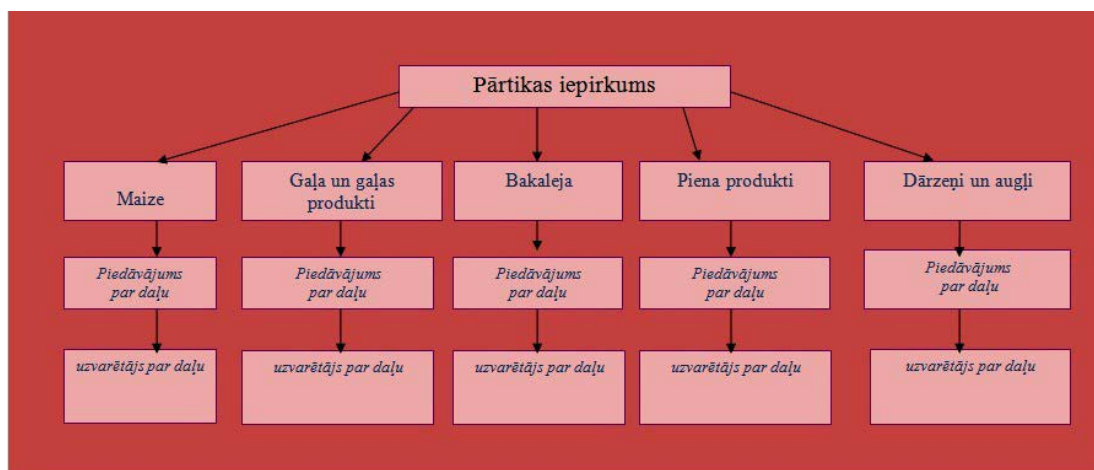 Pārtikas iepirkums
Maize
Gaļa un gaļas
produkti
Bakaleja
Piena produkti
Dārzeņi un augļi
Piedāvājums
par daļu
Piedāvājums
par daļu
Piedāvājums
par daļu
Piedāvājums
par daļu
Piedāvājums
par daļu
uzvarētājs par daļu
uzvarētājs par daļu
uzvarētājs par daļu
uzvarētājs par daļu
uzvarētājs par daļu